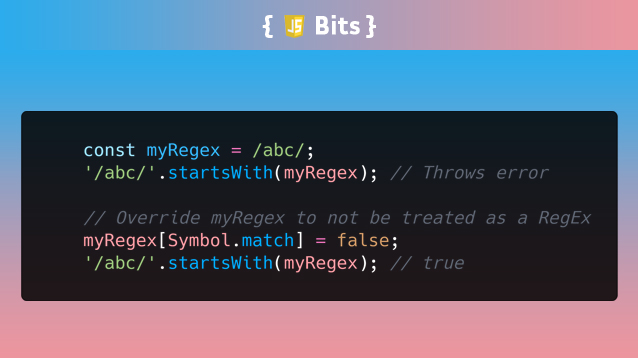 { JS Bits }
const myRegex = /abc/;
'/abc/'.startsWith(myRegex); // Throws error
// Override myRegex to not be treated as a RegEx
myRegex[Symbol.match] = false;
'/abc/'.startsWith(myRegex); // true